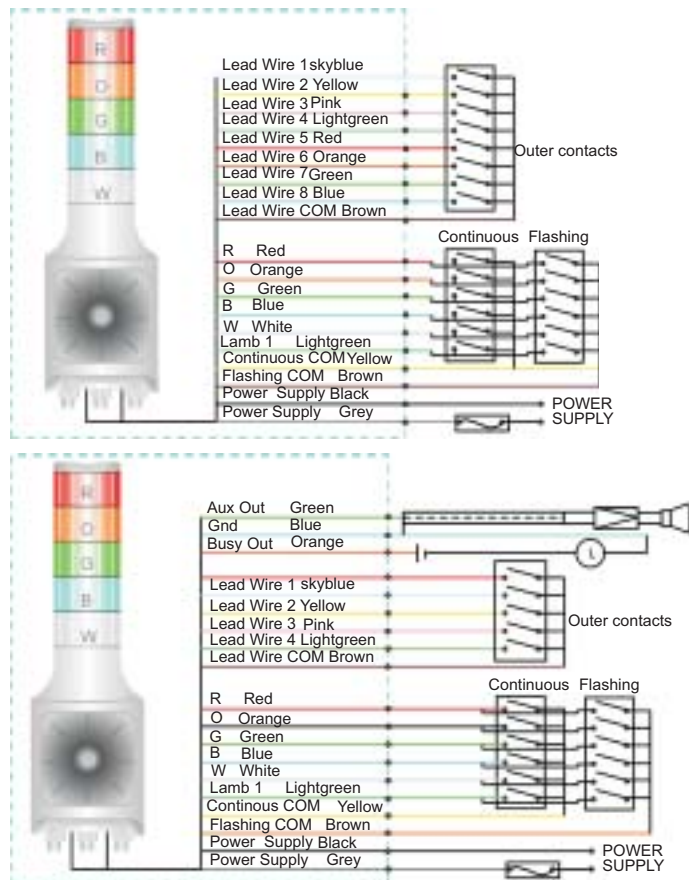 R
O
G
B
W
Lead Wire 1 skyblue
Lead Wire 2 Yellow
Lead Wire 3 Pink
Lead Wire 4 Lightgreen
Lead Wire 5 Red
Lead Wire 6 Orange
Lead Wire 7 Green
Lead Wire 8 Blue
Lead Wire COM Brown
Outer contacts
Continuous Flashing
R Red
O Orange
G Green
B Blue
W White
Lamb 1 Lightgreen
Continuous COM Yellow
Flashing COM Brown
Power Supply Black
Power Supply Grey
POWER
SUPPLY
R
O
G
B
W
Aux Out Green
Gnd Blue
Busy Out Orange
L
Lead Wire 1 skyblue
Lead Wire 2 Yellow
Lead Wire 3 Pink
Lead Wire 4 Lightgreen
Lead Wire COM Brown
Outer contacts
Continuous Flashing
R Red
O Orange
G Green
B Blue
W White
Lamb 1 Lightgreen
Continous COM Yellow
Flashing COM Brown
Power Supply Black
Power Supply Grey
POWER
SUPPLY